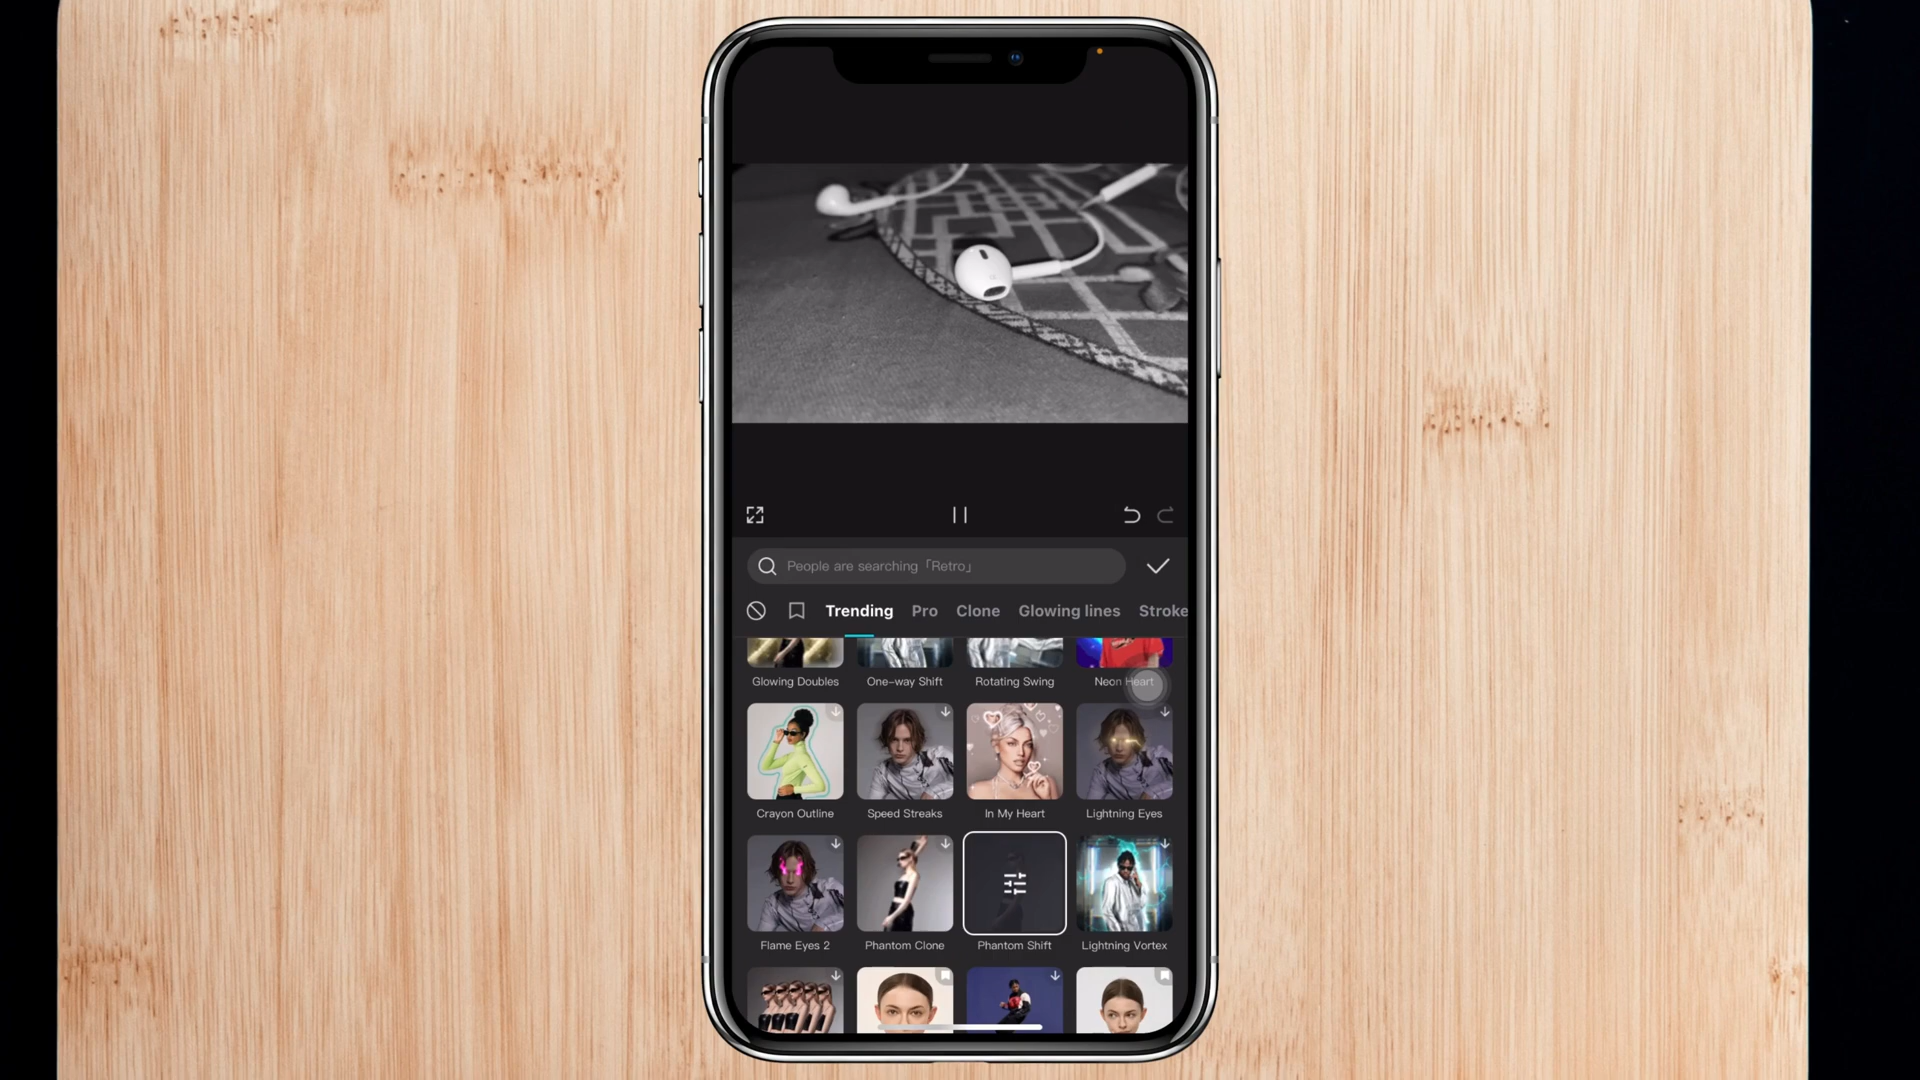 People are searching「Retro」
Trending Pro Clone Glowing lines Stroke
Glowing Doubles One-way Shift Rotating Swing Neon Heart
Crayon Outline Speed Streaks In My Heart Lightning Eyes
Flame Eyes 2 Phantom Clone Phantom Shift Lightning Vortex